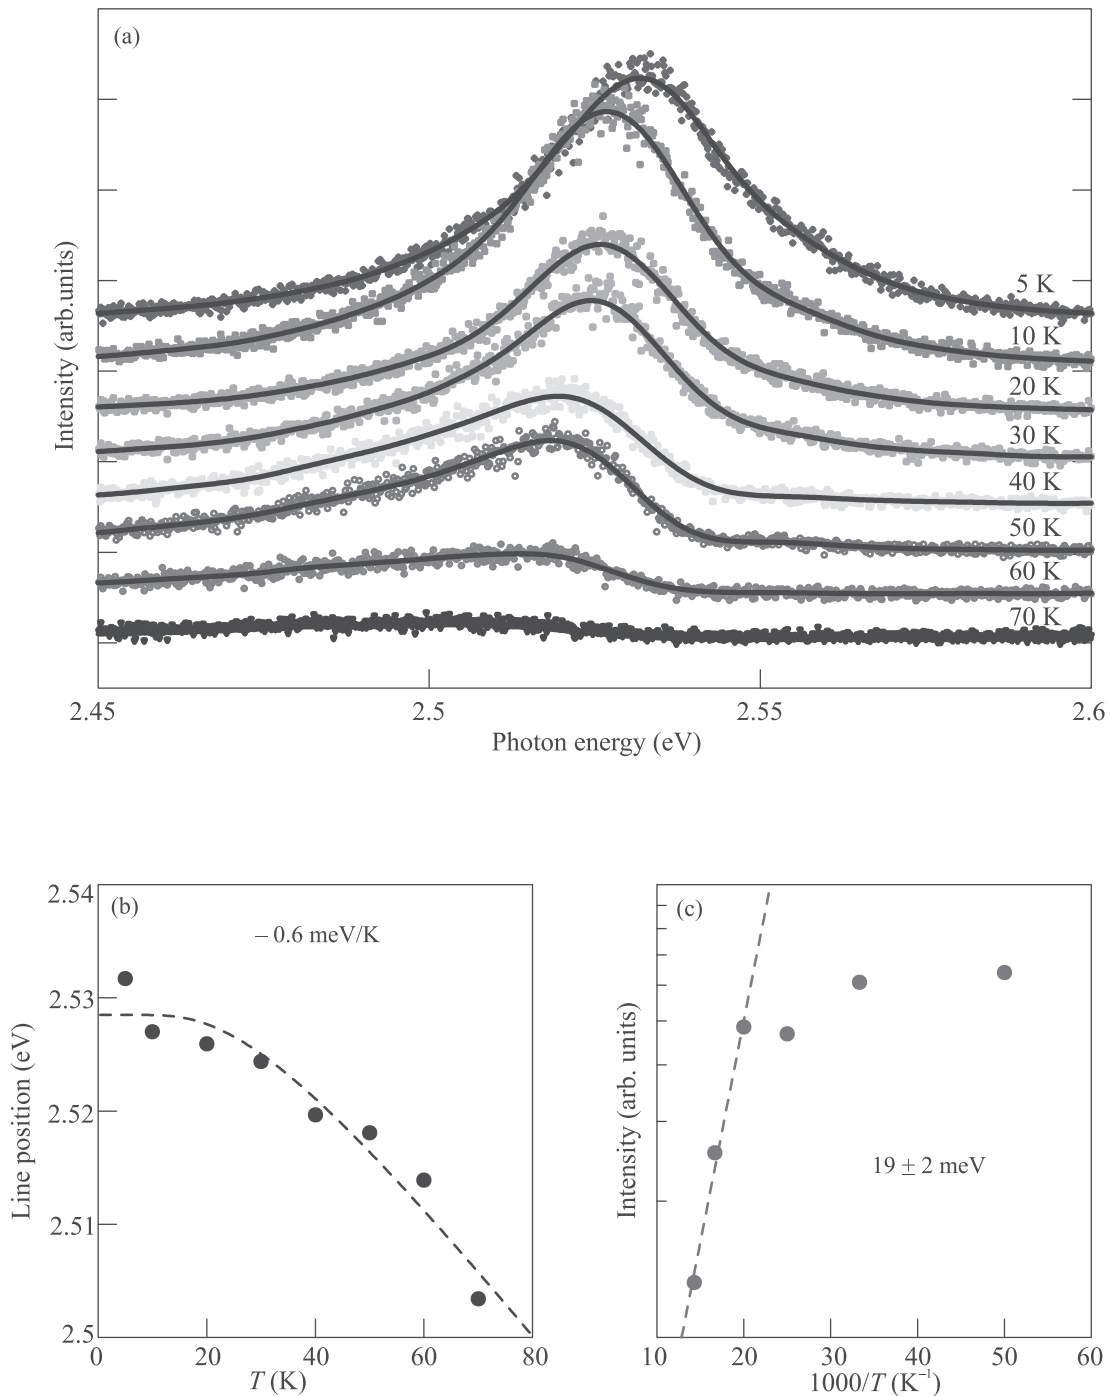 (a)
Intensity (arb.units)
5 K
10 K
20 K
30 K
40 K
50 K
60 K
70 K
2.45 2.5 2.55 2.6
Photon energy (eV)
(b)
– 0.6 meV/K
2.54
2.53
2.52
2.51
2.5
Line position (eV)
0 20 40 60 80
T (K)
(c)
Intensity (arb. units)
19 ± 2 meV
10 20 30 40 50 60
1000/T (K⁻¹)